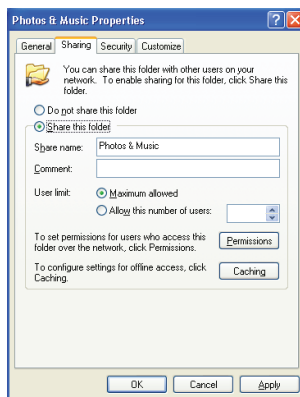 Photos & Music Properties
General Sharing Security Customize
You can share this folder with other users on your
network. To enable sharing for this folder, click Share this
folder.
Do not share this folder
Share this folder
Share name: Photos & Music
Comment:
User limit: Maximum allowed
Allow this number of users:
To set permissions for users who access this
folder over the network, click Permissions.
Permissions
To configure settings for offline access, click
Caching.
Caching
OK Cancel Apply